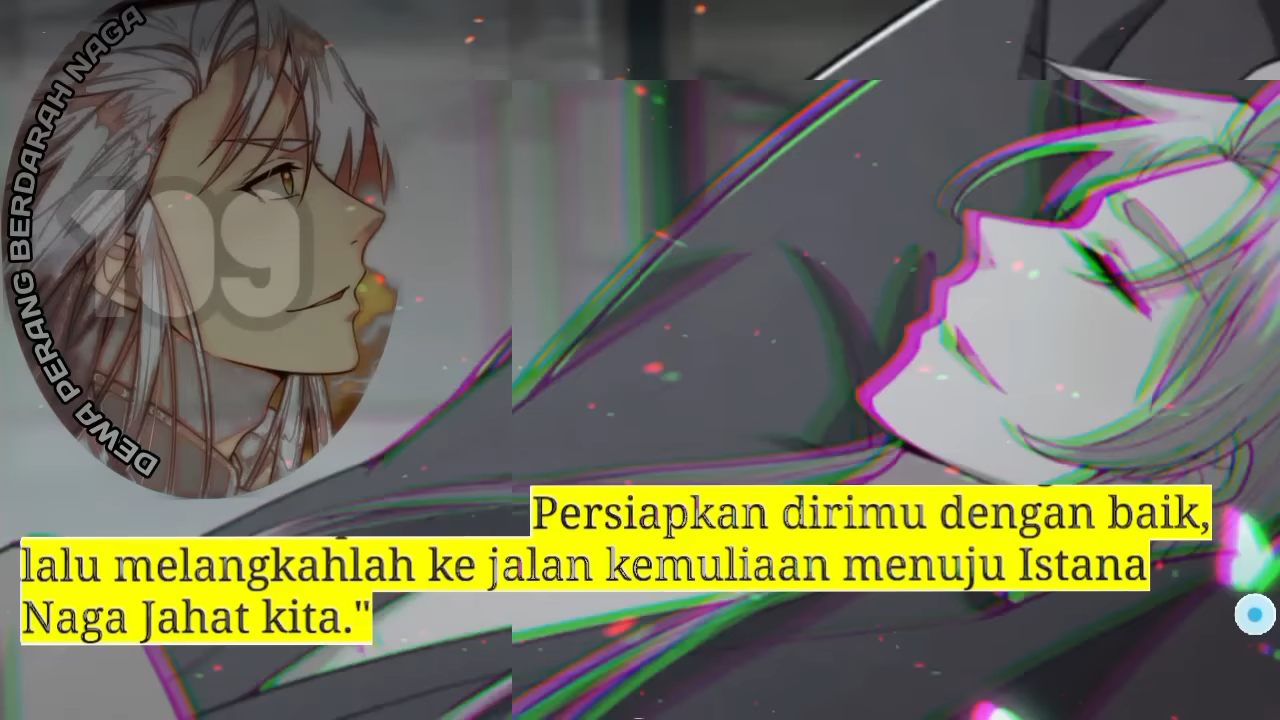 DEWA PERANG BERDARAH NAGA
109
Persiapkan dirimu dengan baik,
lalu melangkahlah ke jalan kemuliaan menuju Istana
Naga Jahat kita."